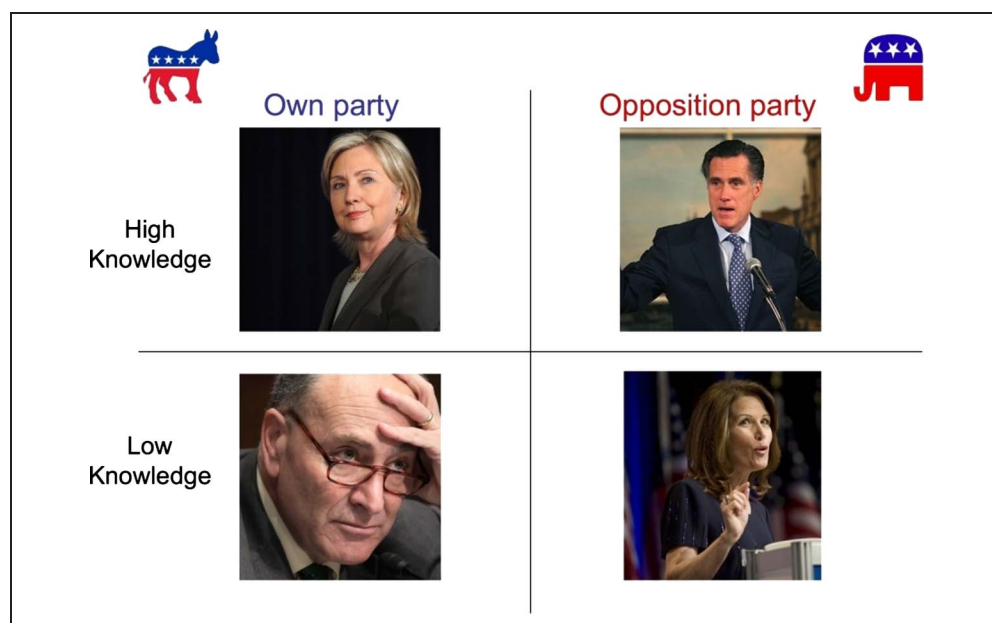 Own party
Opposition party
High
Knowledge
Low
Knowledge